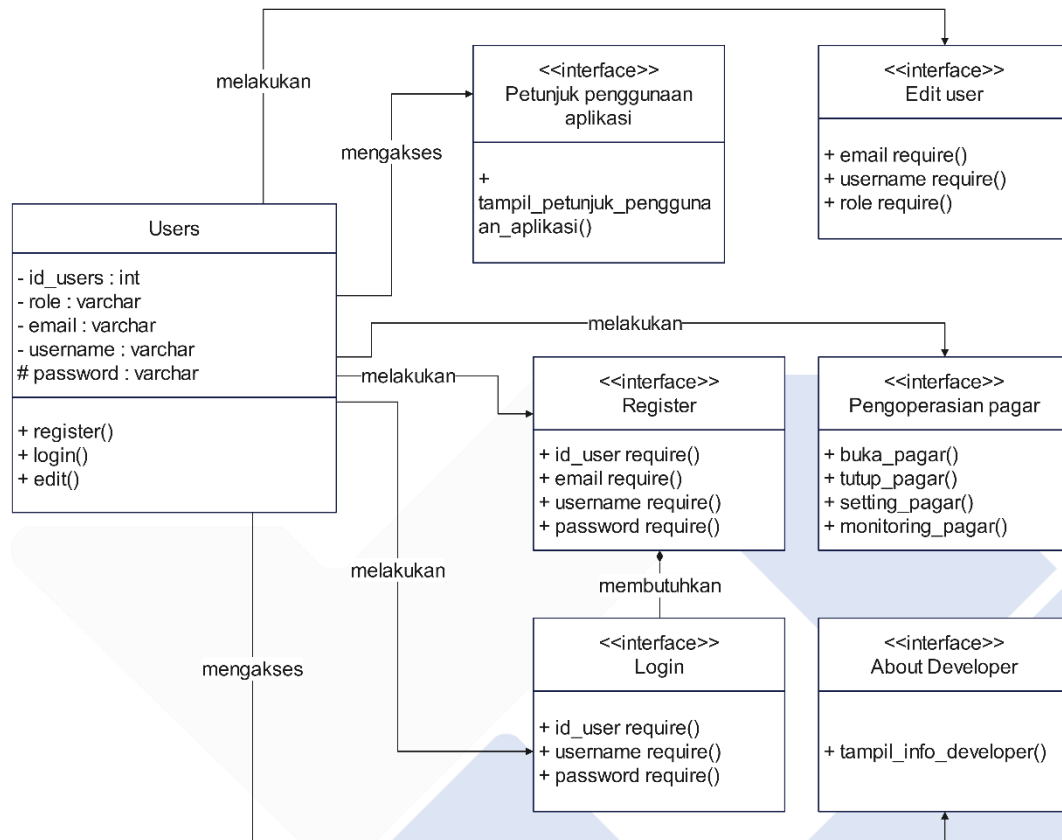 melakukan
<<interface>>
Petunjuk penggunaan
aplikasi
+
tampil_petunjuk_pengguna
an_aplikasi()
<<interface>>
Edit user
+ email require()
+ username require()
+ role require()
mengakses
Users
- id_users : int
- role : varchar
- email : varchar
- username : varchar
# password : varchar
+ register()
+ login()
+ edit()
melakukan
melakukan
<<interface>>
Register
+ id_user require()
+ email require()
+ username require()
+ password require()
<<interface>>
Pengoperasian pagar
+ buka_pagar()
+ tutup_pagar()
+ setting_pagar()
+ monitoring_pagar()
melakukan
membutuhkan
mengakses
<<interface>>
Login
+ id_user require()
+ username require()
+ password require()
<<interface>>
About Developer
+ tampil_info_developer()